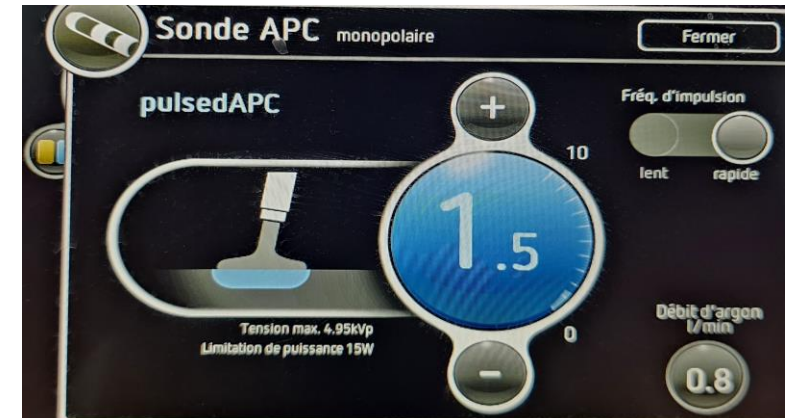 Sonde APC monopolaire
Fermer
pulsedAPC
+
Fréq. d'impulsion
lent rapide
10
1.5
0
Tension max. 4.95kVp
Limitation de puissance 15W
-
Débit d'argon
l/min
0.8